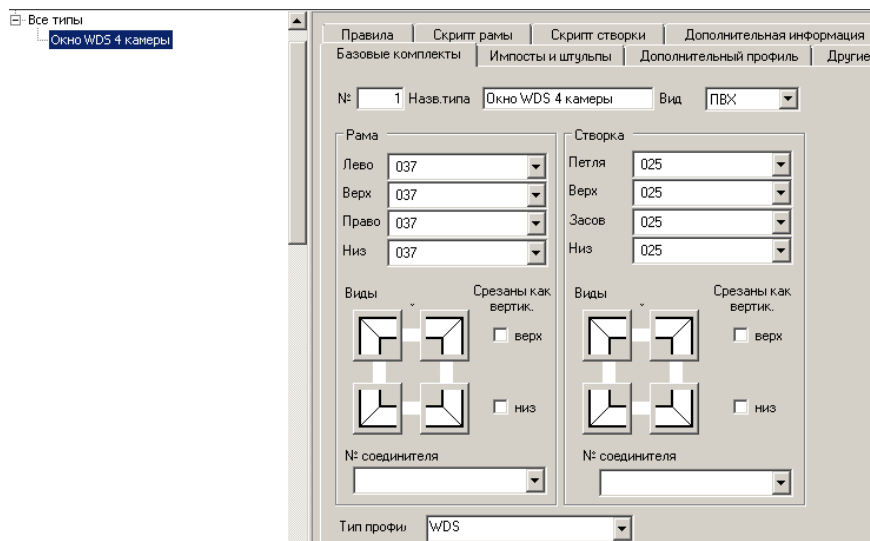 Все типы
Окно WDS 4 камеры
Правила Скрипт рамы Скрипт створки Дополнительная информация
Базовые комплекты Импосты и штульпы Дополнительный профиль Другие
№ 1 Назв.типа Окно WDS 4 камеры Вид ПВХ
Рама Створка
Лево 037 Петля 025
Верх 037 Верх 025
Право 037 Засов 025
Низ 037 Низ 025
Виды Срезаны как Виды Срезаны как
вертик. вертик.
верх верх
низ низ
№ соединителя № соединителя
Тип профи WDS